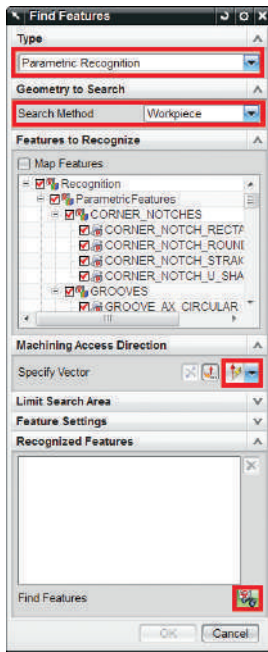 Find Features
Type
Parametric Recognition
Geometry to Search
Search Method Workpiece
Features to Recognize
Map Features
Recognition
ParametricFeatures
CORNER_NOTCHES
CORNER_NOTCH_RECTA
CORNER_NOTCH_ROUNI
CORNER_NOTCH_STRAK
CORNER_NOTCH_U_SHA
GROOVES
GROOVE_AX_CIRCULAR
Machining Access Direction
Specify Vector
Limit Search Area
Feature Settings
Recognized Features
Find Features
OK Cancel